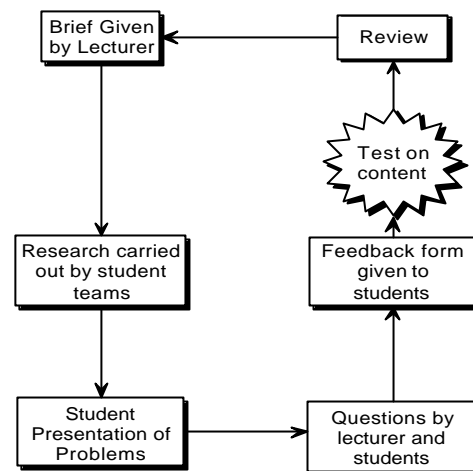 Brief Given
by Lecturer
Review
Test on
content
Research carried
out by student
teams
Feedback form
given to
students
Student
Presentation of
Problems
Questions by
lecturer and
students